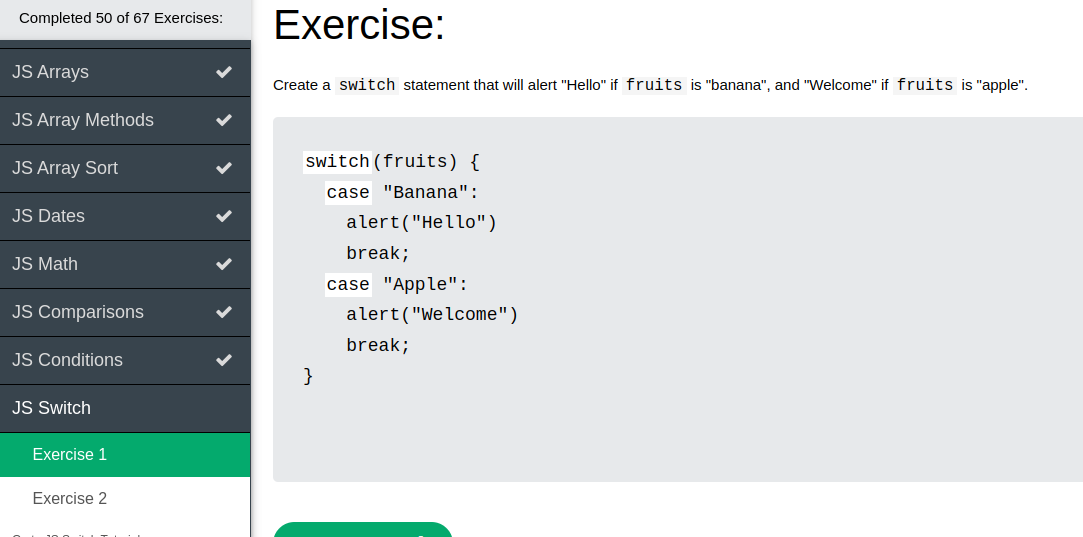 Completed 50 of 67 Exercises:
JS Arrays
JS Array Methods
JS Array Sort
JS Dates
JS Math
JS Comparisons
JS Conditions
JS Switch
Exercise 1
Exercise 2
Exercise:
Create a switch statement that will alert "Hello" if fruits is "banana", and "Welcome" if fruits is "apple".
switch(fruits) {
case "Banana":
alert("Hello")
break;
case "Apple":
alert("Welcome")
break;
}